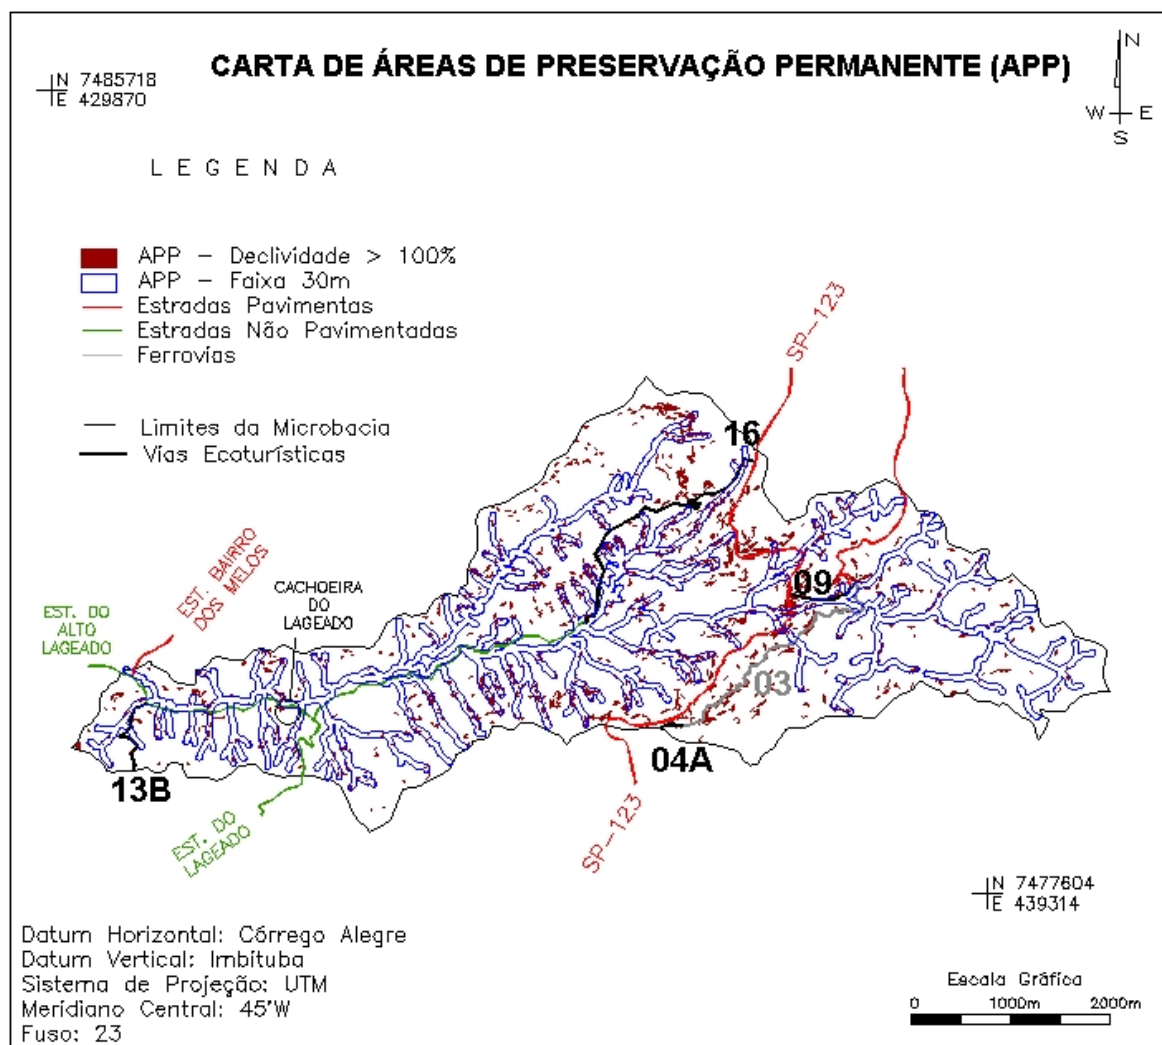 CARTA DE ÁREAS DE PRESERVAÇÃO PERMANENTE (APP)
N 7485718
E 429870
N
W E
S
L E G E N D A
APP – Declividade > 100%
APP – Faixa 30m
Estradas Pavimentas
Estradas Não Pavimentadas
Ferrovias
Limites da Microbacia
Vias Ecoturísticas
SP-123
16
EST. BAIRRO
DOS MELOS
CACHOEIRA
DO
LAGEADO
09
EST. DO
ALTO
LAGEADO
03
04A
13B
EST. DO
LAGEADO
SP-123
N 7477604
E 439314
Datum Horizontal: Córrego Alegre
Datum Vertical: Imbituba
Sistema de Projeção: UTM
Meridiano Central: 45'W
Fuso: 23
Escala Gráfica
0 1000m 2000m